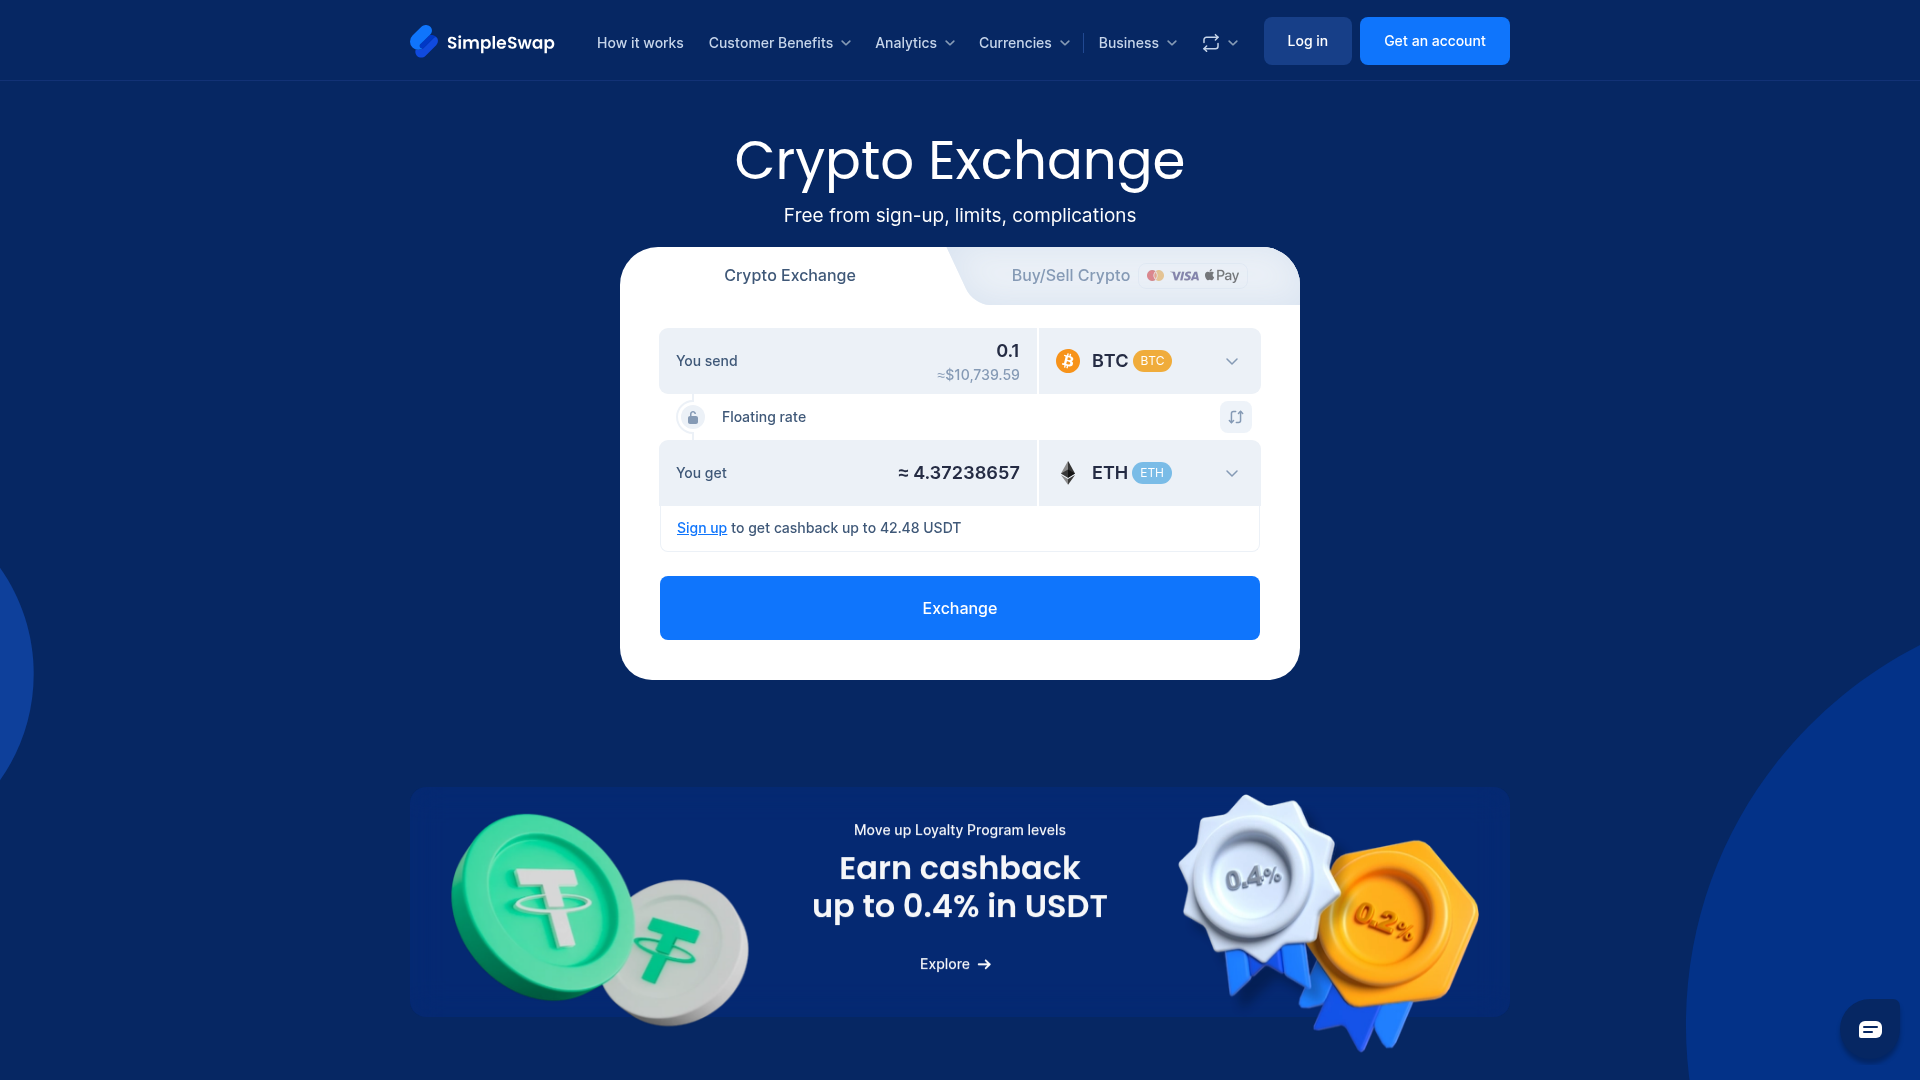 SimpleSwap
How it works
Customer Benefits
Analytics
Currencies
Business
Log in
Get an account
Crypto Exchange
Free from sign-up, limits, complications
Crypto Exchange
Buy/Sell Crypto VISA Pay
You send
0.1
≈$10,739.59
BTC BTC
Floating rate
You get
≈ 4.37238657
ETH ETH
Sign up to get cashback up to 42.48 USDT
Exchange
Move up Loyalty Program levels
Earn cashback
up to 0.4% in USDT
Explore →
0.4%
0.2%